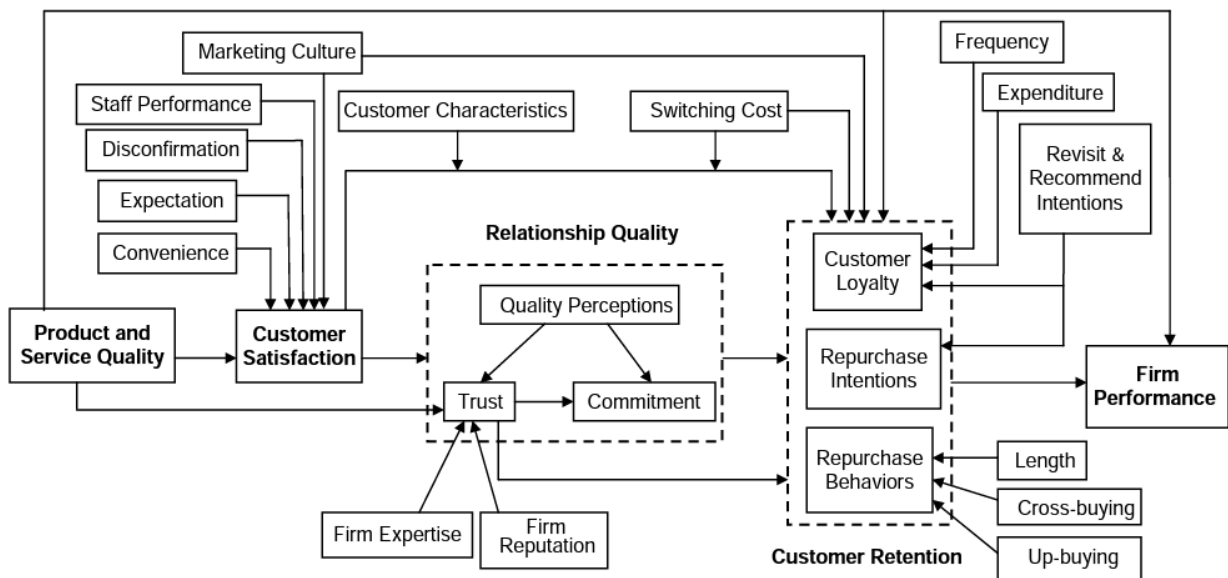 Marketing Culture
Frequency
Staff Performance
Customer Characteristics
Switching Cost
Expenditure
Disconfirmation
Revisit &
Recommend
Intentions
Expectation
Convenience
Relationship Quality
Customer
Loyalty
Quality Perceptions
Product and
Service Quality
Customer
Satisfaction
Repurchase
Intentions
Firm
Performance
Trust
Commitment
Repurchase
Behaviors
Length
Cross-buying
Up-buying
Firm Expertise
Firm
Reputation
Customer Retention